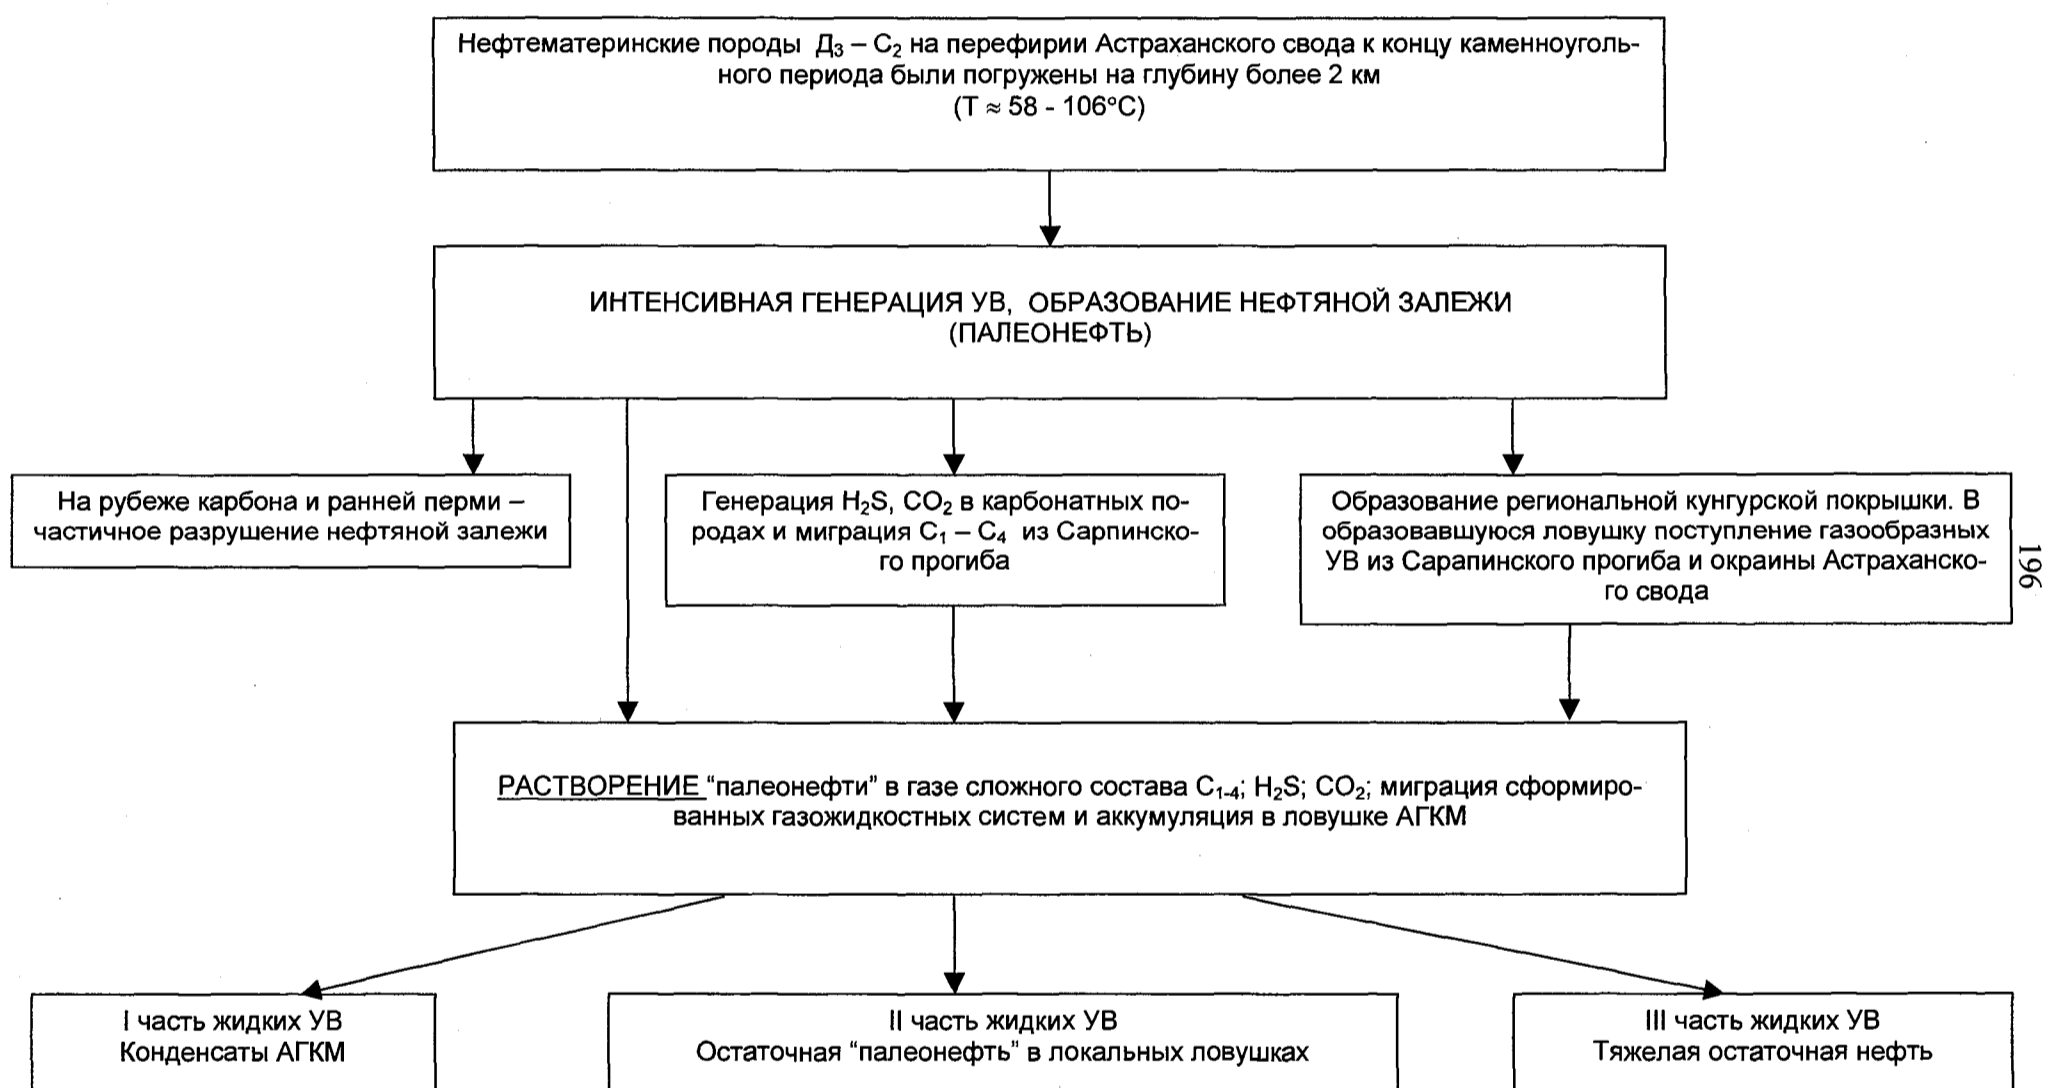 Нефтематеринские породы Д₃ – С₂ на перефирии Астраханского свода к концу каменноуголь-
ного периода были погружены на глубину более 2 км
(Т ≈ 58 - 106°С)
ИНТЕНСИВНАЯ ГЕНЕРАЦИЯ УВ, ОБРАЗОВАНИЕ НЕФТЯНОЙ ЗАЛЕЖИ
(ПАЛЕОНЕФТЬ)
На рубеже карбона и ранней перми –
частичное разрушение нефтяной залежи
Генерация H₂S, CO₂ в карбонатных по-
родах и миграция С₁ – С₄ из Сарпинско-
го прогиба
Образование региональной кунгурской покрышки. В
образовавшуюся ловушку поступление газообразных
УВ из Сарапинского прогиба и окраины Астраханско-
го свода
196
РАСТВОРЕНИЕ “палеонефти” в газе сложного состава С₁₋₄; H₂S; CO₂; миграция сформиро-
ванных газожидкостных систем и аккумуляция в ловушке АГКМ
I часть жидких УВ
Конденсаты АГКМ
II часть жидких УВ
Остаточная “палеонефть” в локальных ловушках
III часть жидких УВ
Тяжелая остаточная нефть